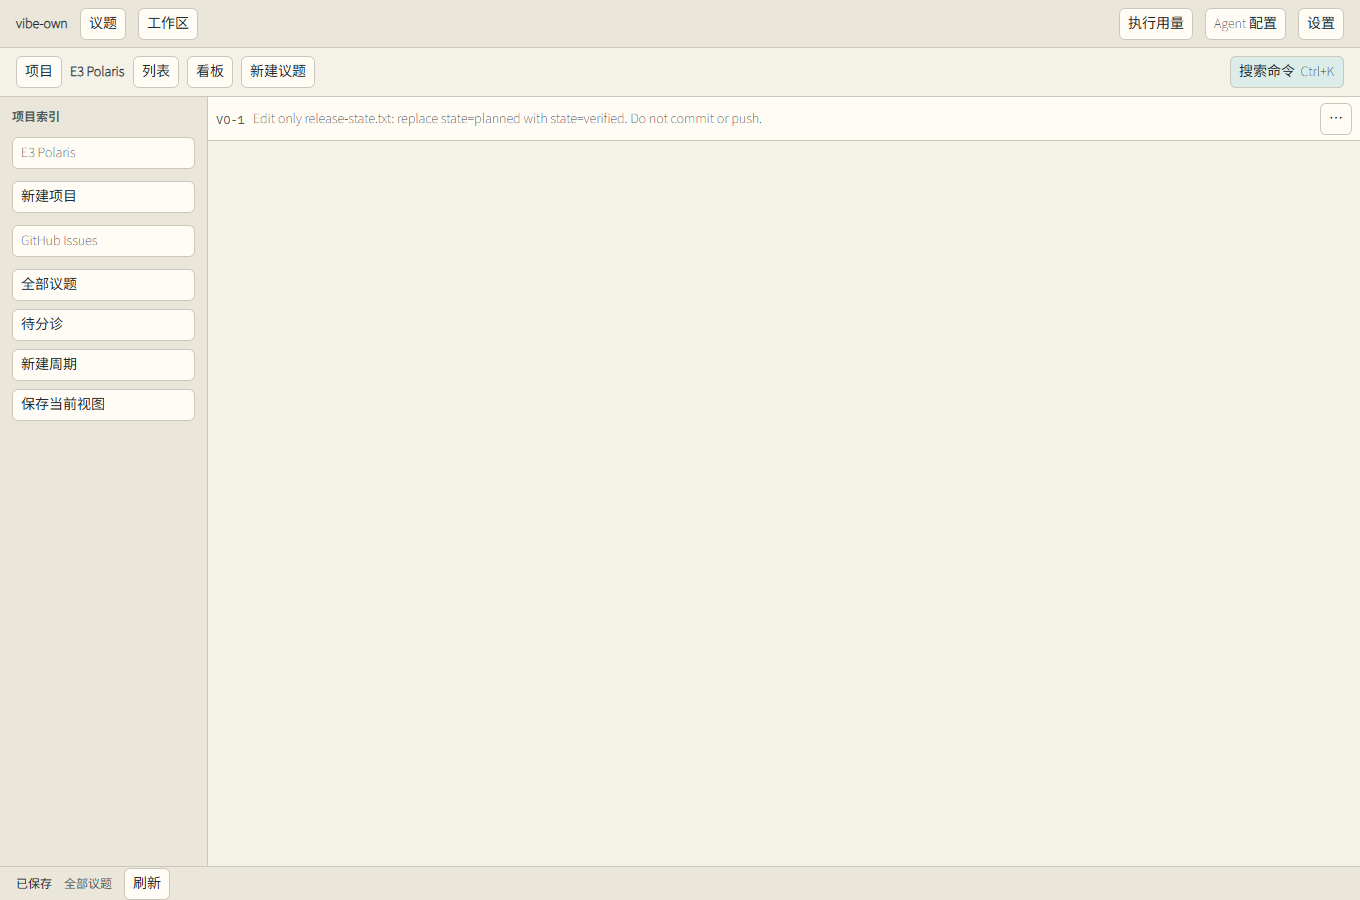 vibe-own 议题 工作区 执行用量 Agent 配置 设置
项目 E3 Polaris 列表 看板 新建议题 搜索命令 Ctrl+K
项目索引
E3 Polaris
新建项目
GitHub Issues
全部议题
待分诊
新建周期
保存当前视图
VO-1 Edit only release-state.txt: replace state=planned with state=verified. Do not commit or push. ···
已保存 全部议题 刷新